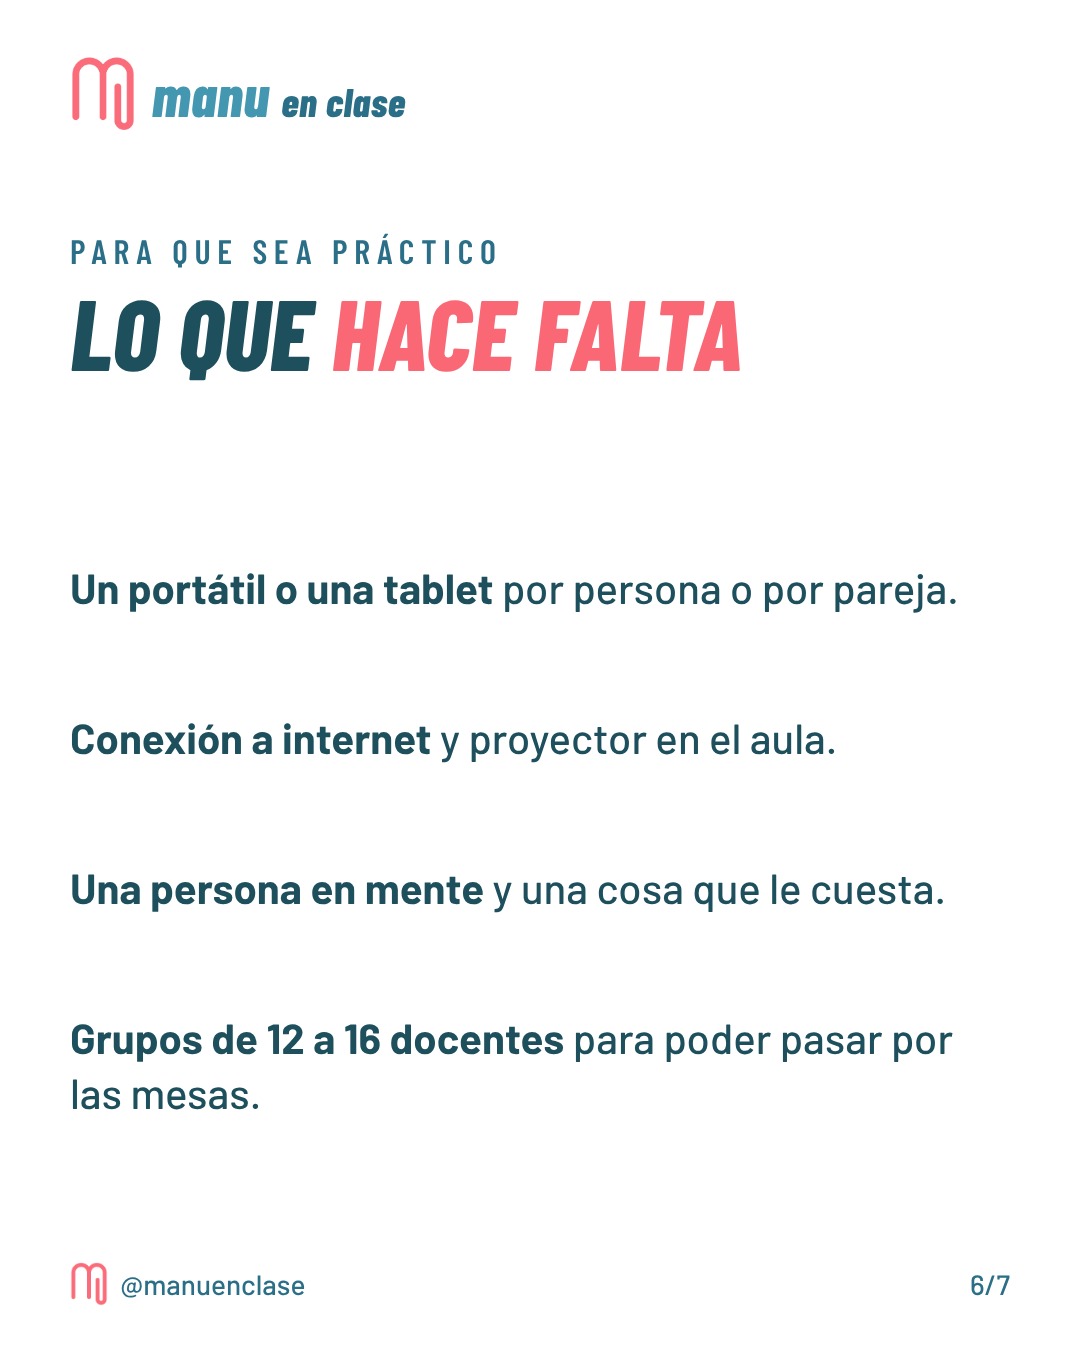 manu en clase
PARA QUE SEA PRÁCTICO
LO QUE HACE FALTA
Un portátil o una tablet por persona o por pareja.
Conexión a internet y proyector en el aula.
Una persona en mente y una cosa que le cuesta.
Grupos de 12 a 16 docentes para poder pasar por
las mesas.
@manuenclase
6/7